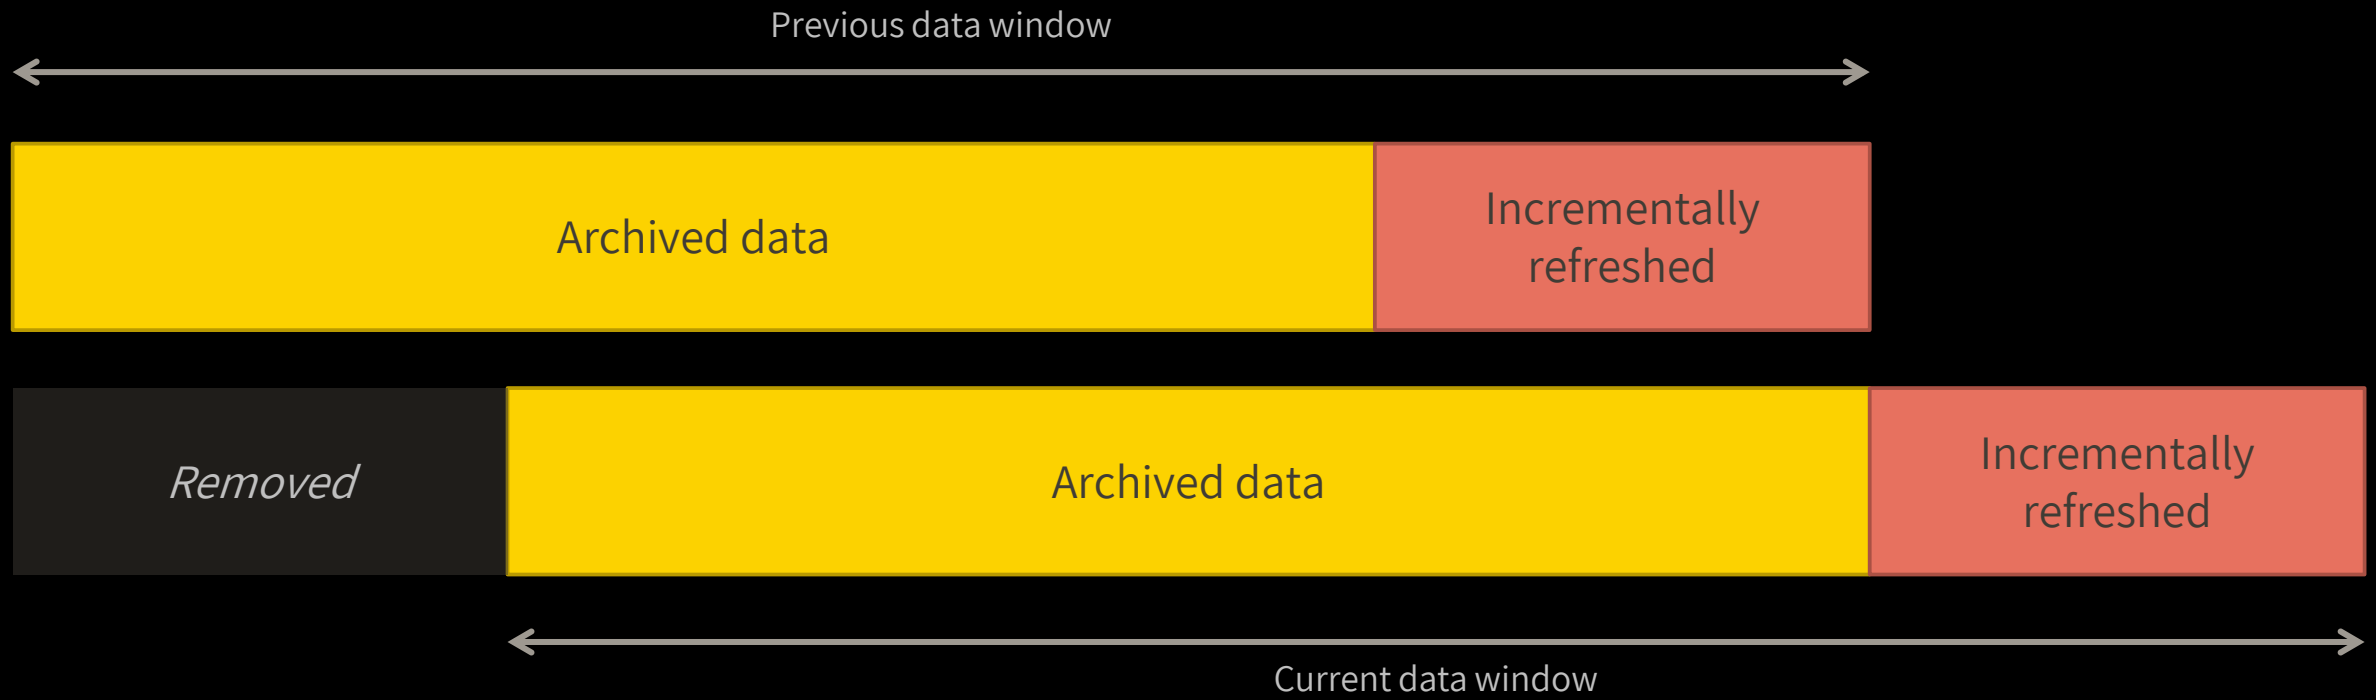 Previous data window
Archived data
Incrementally
refreshed
Removed
Archived data
Incrementally
refreshed
Current data window